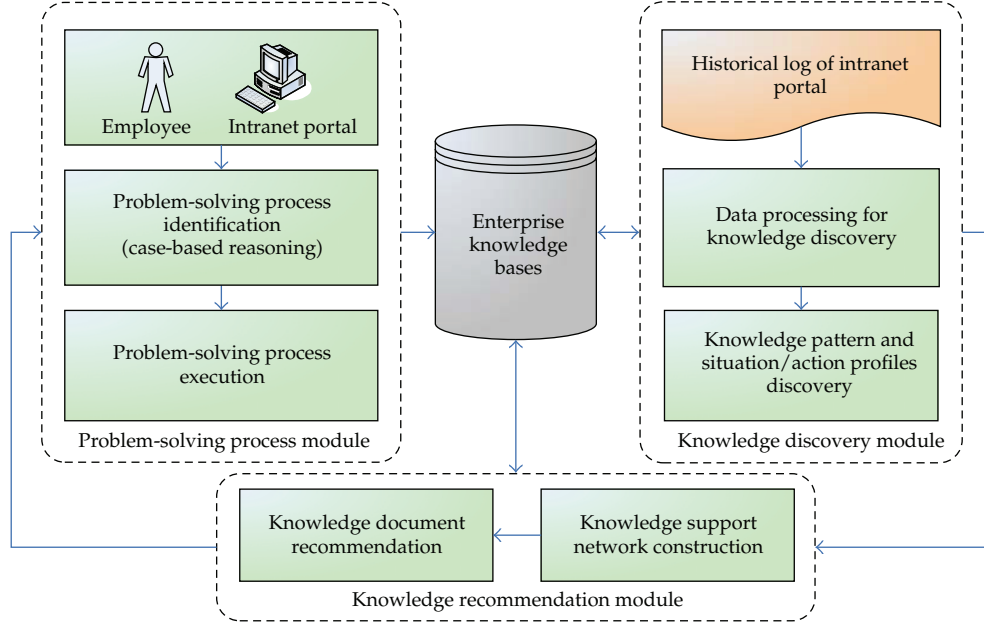 Employee
Intranet portal
Problem-solving process
identification
(case-based reasoning)
Problem-solving process
execution
Problem-solving process module
Enterprise
knowledge
bases
Historical log of intranet
portal
Data processing for
knowledge discovery
Knowledge pattern and
situation/action profiles
discovery
Knowledge discovery module
Knowledge document
recommendation
Knowledge support
network construction
Knowledge recommendation module